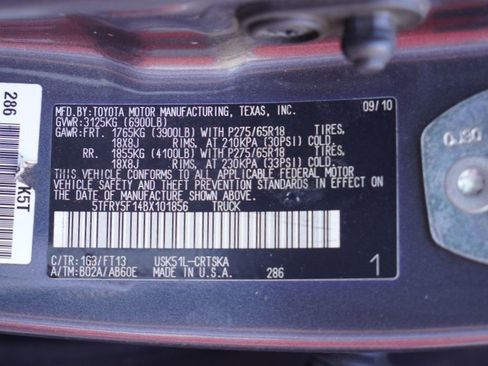 MFD.BY: TOYOTA MOTOR MANUFACTURING, TEXAS, INC. 09/10
GVWR:3125KG (6900LB)
GAWR:FRT. 1765KG (3900LB) WITH P275/65R18 TIRES,
18X8J RIMS, AT 210KPA (30PSI) COLD
RR. 1855KG (4100LB) WITH P275/65R18 TIRES,
18X8J RIMS, AT 230KPA (33PSI) COLD
THIS VEHICLE CONFORMS TO ALL APPLICABLE FEDERAL MOTOR
VEHICLE SAFETY AND BUMPER STANDARDS IN EFFECT ON
THE DATE OF MANUFACTURE SHOWN ABOVE.
5TFRY5F14BX101856 TRUCK
C/TR:1G3/FT13 USK51L-CRTSKA
A/TM:B02A/AB60E MADE IN U.S.A. 286 1
286
K5T